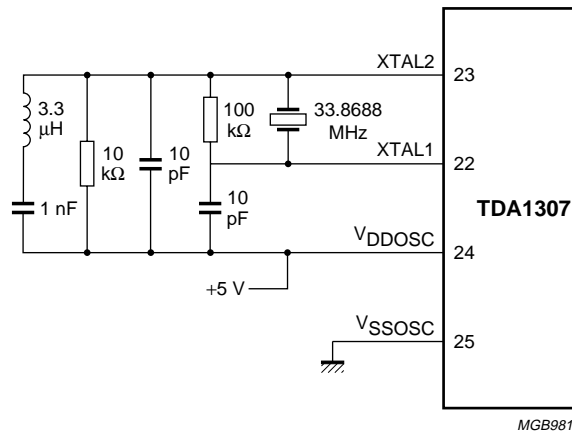 XTAL2
23
3.3
μH
10
kΩ
10
pF
100
kΩ
33.8688
MHz
XTAL1
22
1 nF
10
pF
TDA1307
VDDOSC
24
+5 V
VSSOSC
25
MGB981